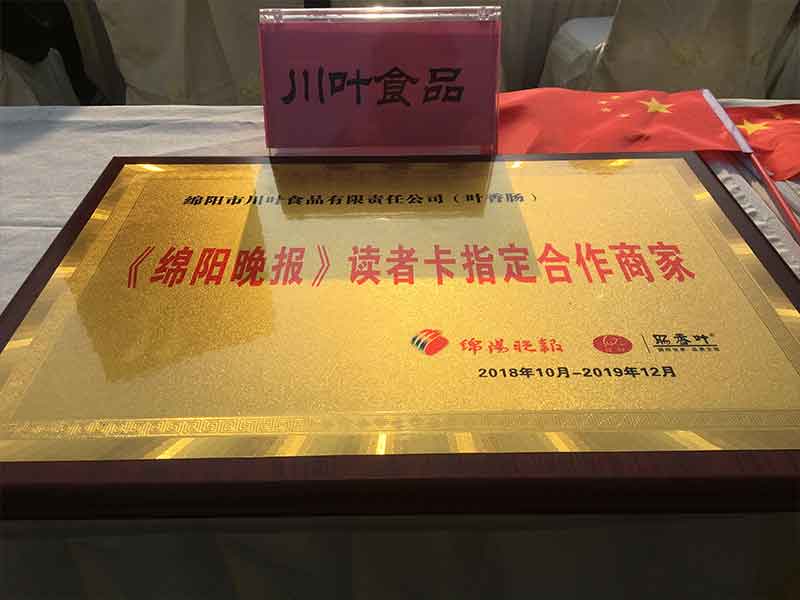 川叶食品
绵阳市川叶食品有限责任公司（叶香肠）
《绵阳晚报》读者卡指定合作商家
绵阳晚報
2018年10月-2019年12月